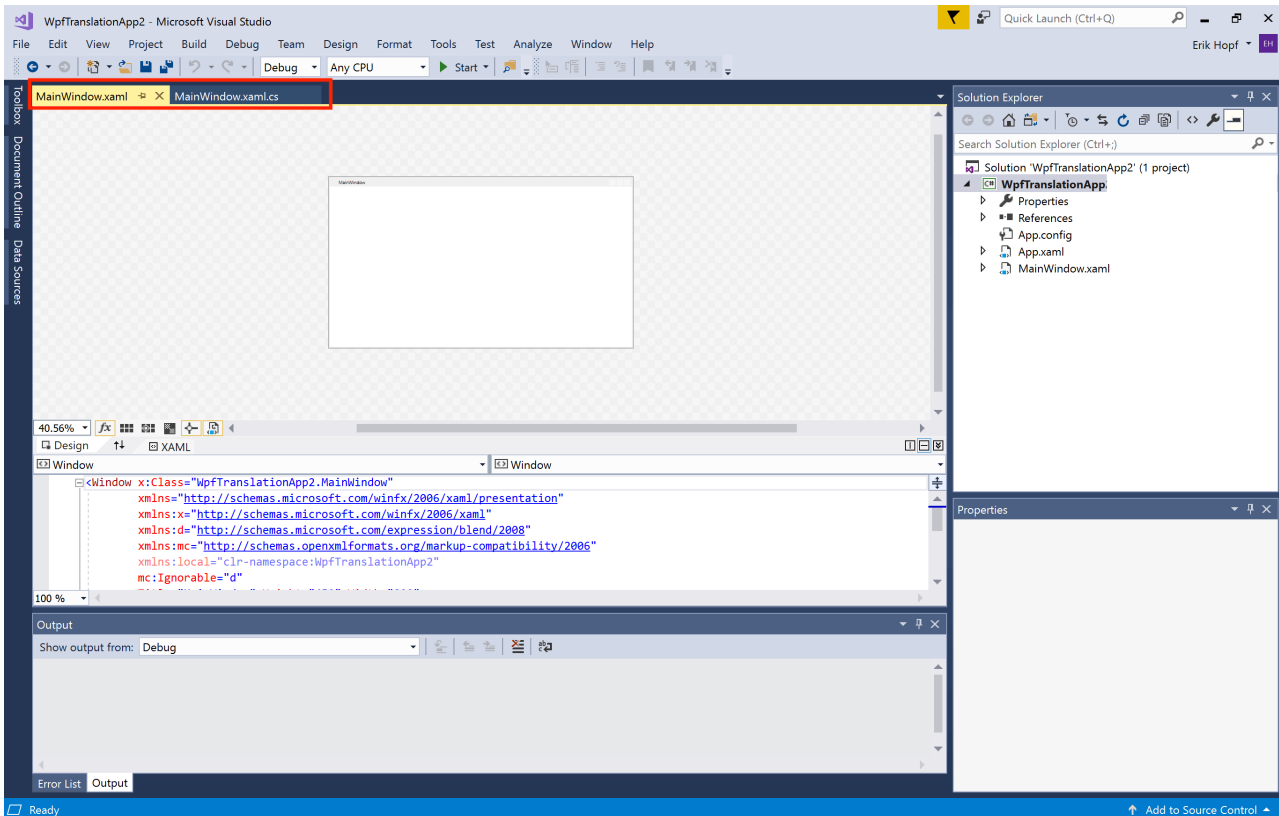 WpfTranslationApp2 - Microsoft Visual Studio
Quick Launch (Ctrl+Q)
File Edit View Project Build Debug Team Design Format Tools Test Analyze Window Help
Erik Hopf EH
Debug Any CPU Start
Toolbox
Document Outline
Data Sources
MainWindow.xaml MainWindow.xaml.cs
MainWindow
40.56% fx
Design XAML
Window Window
<Window x:Class="WpfTranslationApp2.MainWindow"
xmlns="http://schemas.microsoft.com/winfx/2006/xaml/presentation"
xmlns:x="http://schemas.microsoft.com/winfx/2006/xaml"
xmlns:d="http://schemas.microsoft.com/expression/blend/2008"
xmlns:mc="http://schemas.openxmlformats.org/markup-compatibility/2006"
xmlns:local="clr-namespace:WpfTranslationApp2"
mc:Ignorable="d"
100 %
Output
Show output from: Debug
Error List Output
Solution Explorer
Search Solution Explorer (Ctrl+;)
Solution 'WpfTranslationApp2' (1 project)
C# WpfTranslationApp
Properties
References
App.config
App.xaml
MainWindow.xaml
Properties
Ready
Add to Source Control